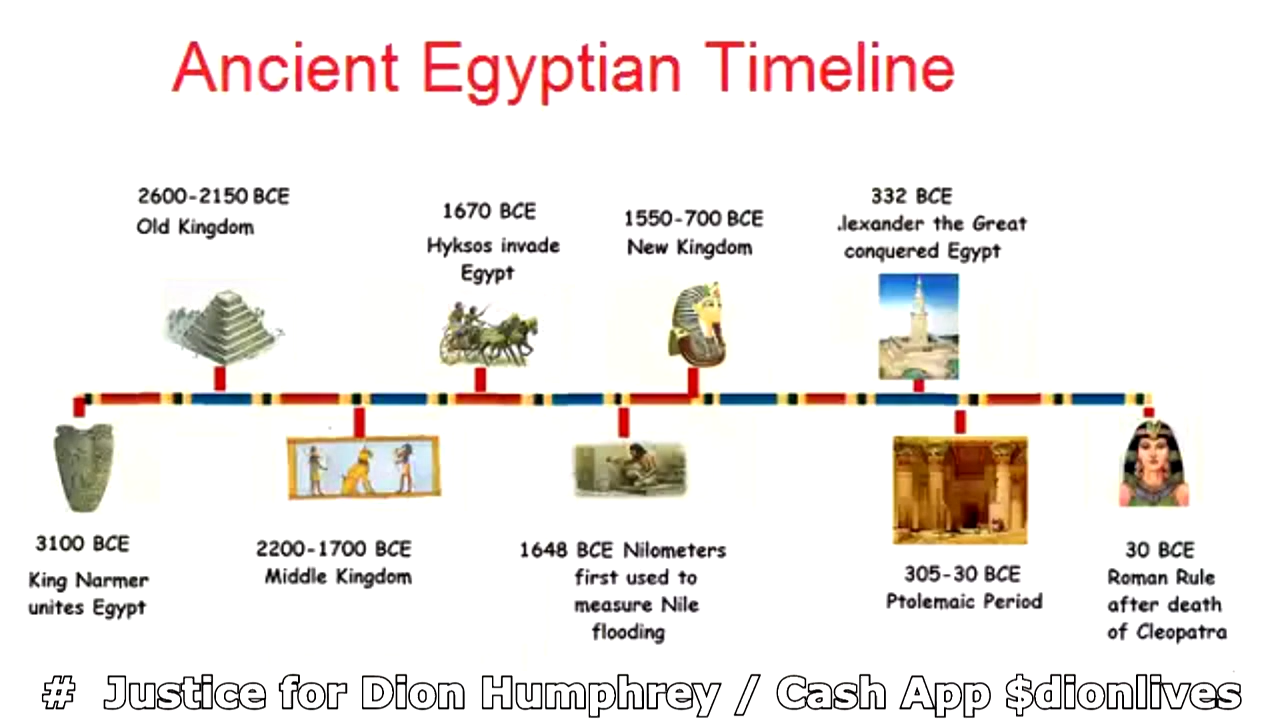 Ancient Egyptian Timeline
2600-2150 BCE
Old Kingdom
1670 BCE
Hyksos invade
Egypt
1550-700 BCE
New Kingdom
332 BCE
.lexander the Great
conquered Egypt
3100 BCE
King Narmer
unites Egypt
2200-1700 BCE
Middle Kingdom
1648 BCE Nilometers
first used to
measure Nile
flooding
305-30 BCE
Ptolemaic Period
30 BCE
Roman Rule
after death
of Cleopatra
# Justice for Dion Humphrey / Cash App $dionlives